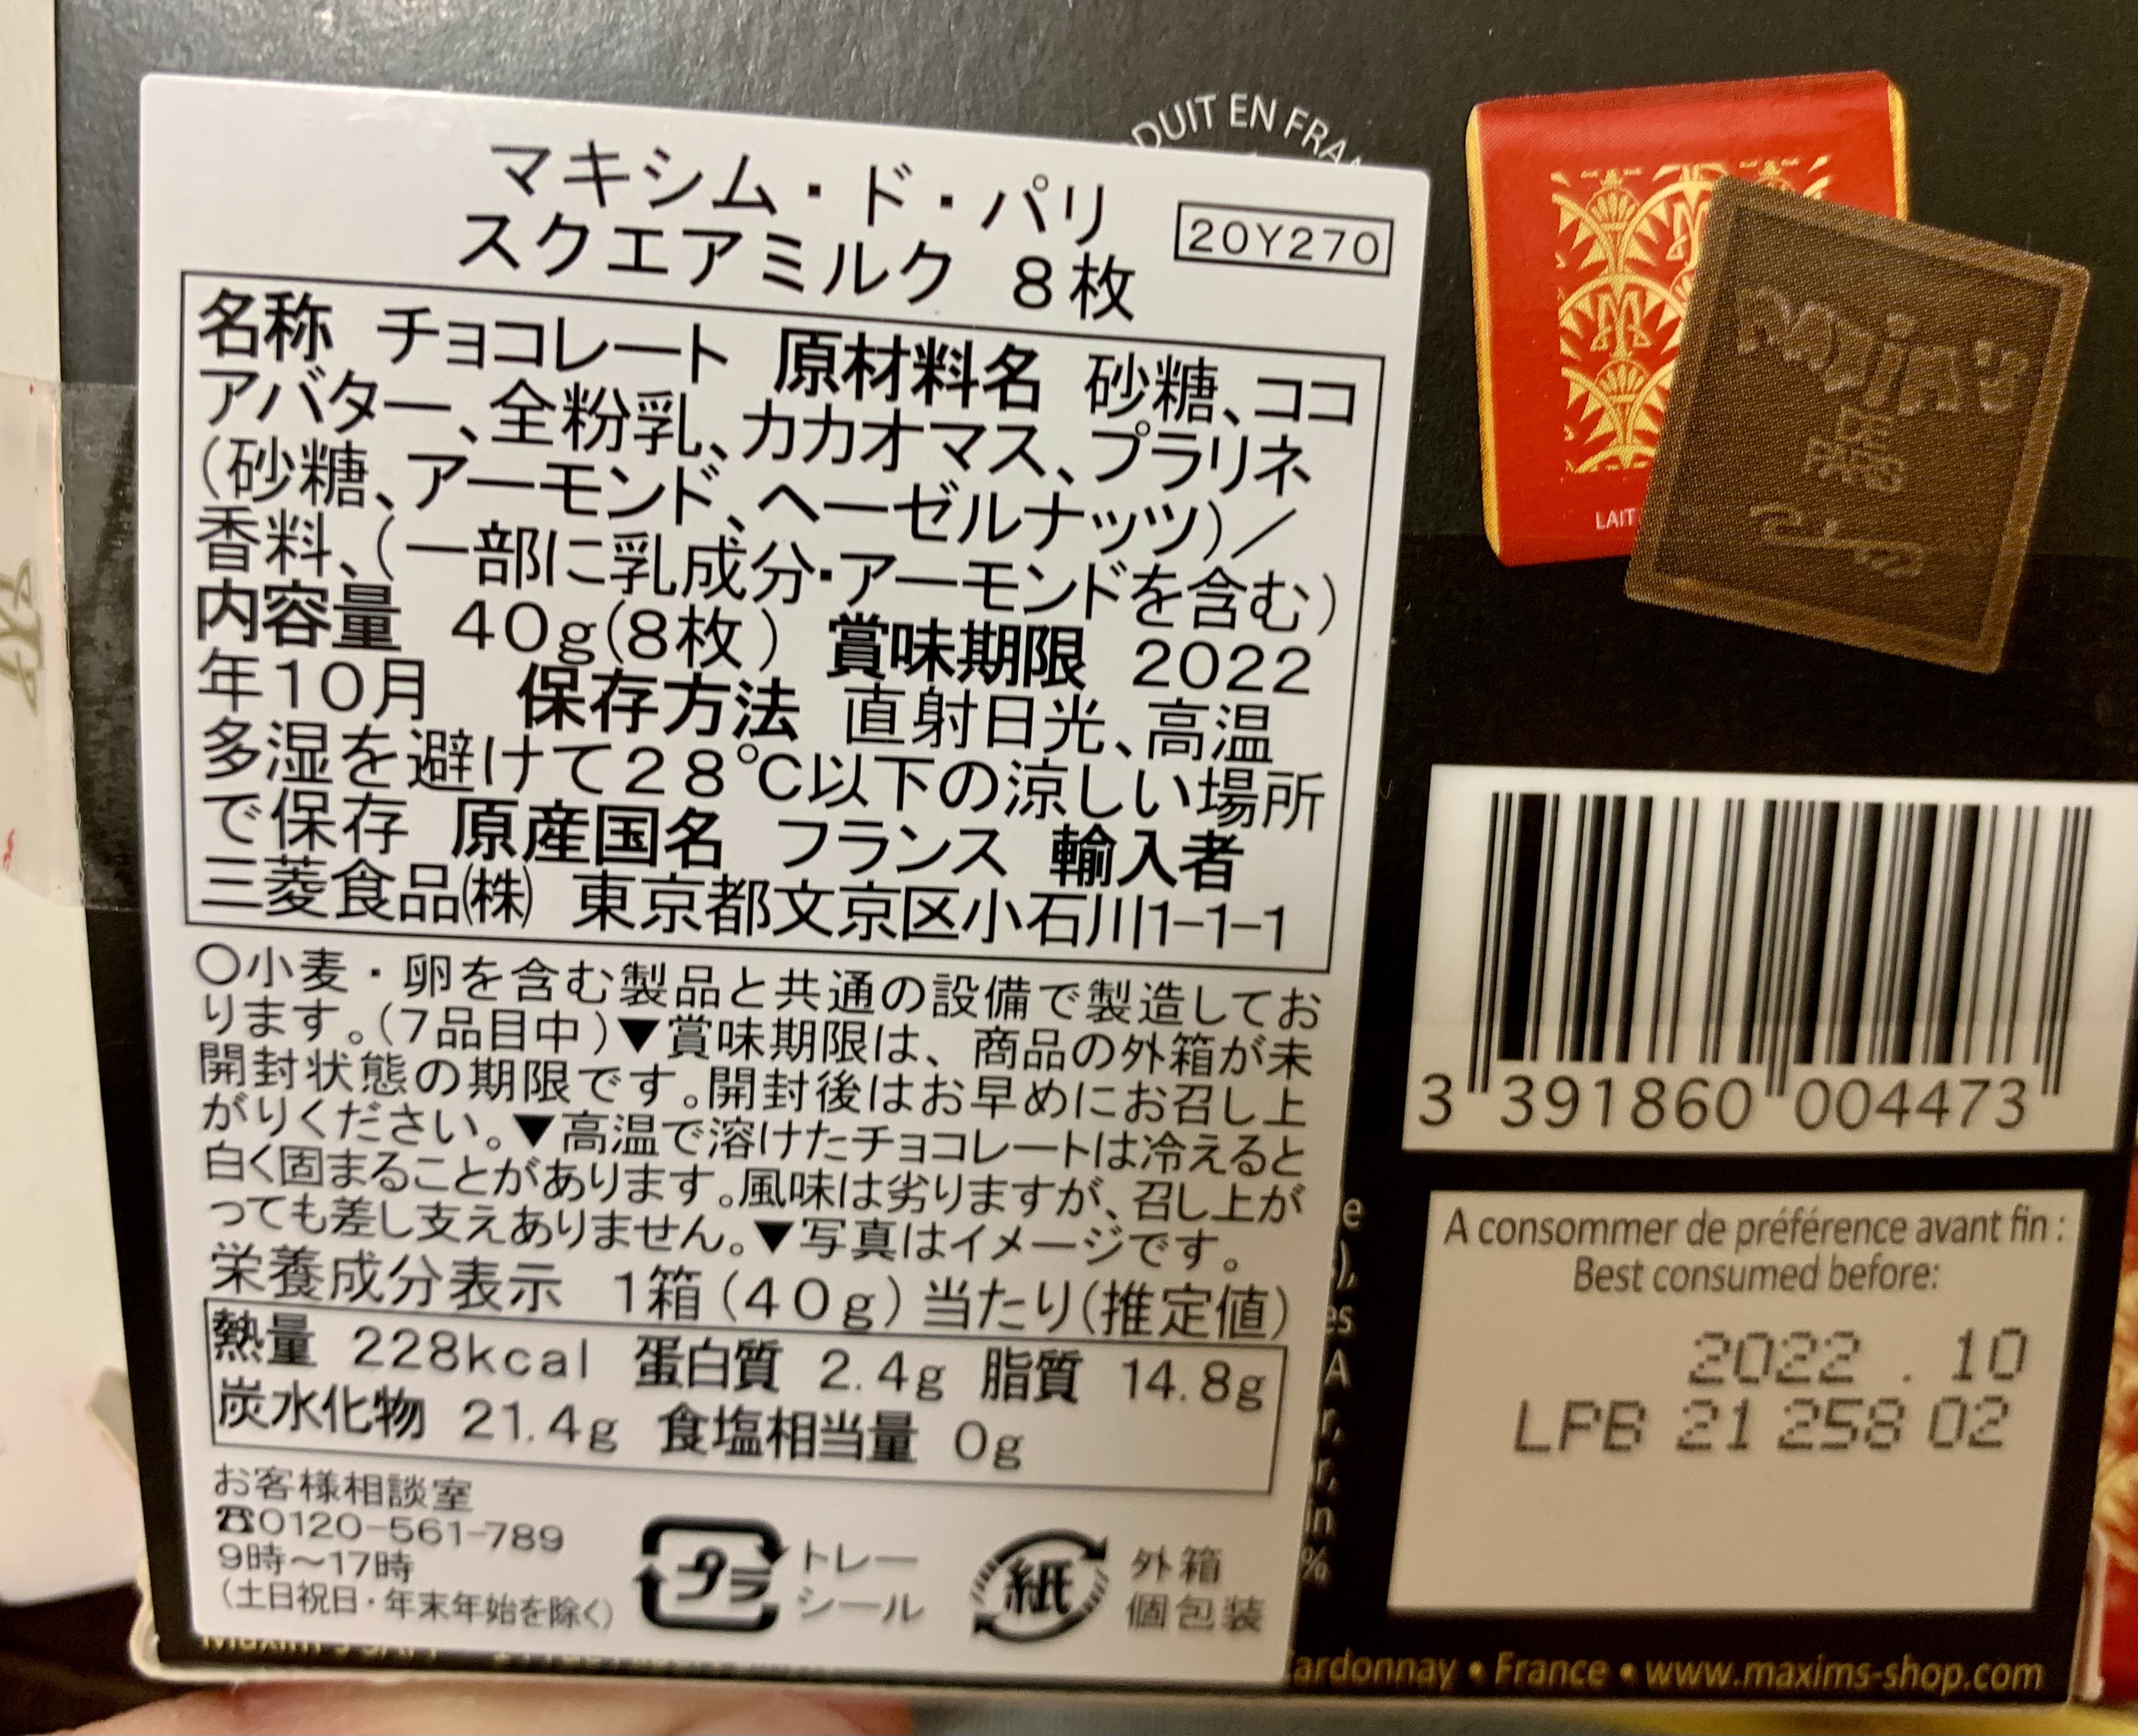 マキシム・ド・パリ
スクエアミルク 8枚
20Y270
名称 チョコレート 原材料名 砂糖、ココ
アバター、全粉乳、カカオマス、プラリネ
(砂糖、アーモンド、ヘーゼルナッツ)/
香料、(一部に乳成分・アーモンドを含む)
内容量 40g(8枚) 賞味期限 2022
年10月 保存方法 直射日光、高温
多湿を避けて28℃以下の涼しい場所
で保存 原産国名 フランス 輸入者
三菱食品(株) 東京都文京区小石川1-1-1
○小麦・卵を含む製品と共通の設備で製造してお
ります。(7品目中)▼賞味期限は、商品の外箱が未
開封状態の期限です。開封後はお早めにお召し上
がりください。▼高温で溶けたチョコレートは冷えると
白く固まることがあります。風味は劣りますが、召し上が
っても差し支えありません。▼写真はイメージです。
栄養成分表示 1箱(40g)当たり(推定値)
熱量 228kcal 蛋白質 2.4g 脂質 14.8g
炭水化物 21.4g 食塩相当量 0g
お客様相談室
☎0120-561-789
9時～17時
(土日祝日・年末年始を除く)
プラ
トレー
シール
紙
外箱
個包装
DUIT EN FRA
LAIT
Maxim's
DE
PARIS
3 391860 004473
A consommer de préférence avant fin :
Best consumed before:
2022 . 10
LPB 21 258 02
ardonnay • France • www.maxims-shop.com